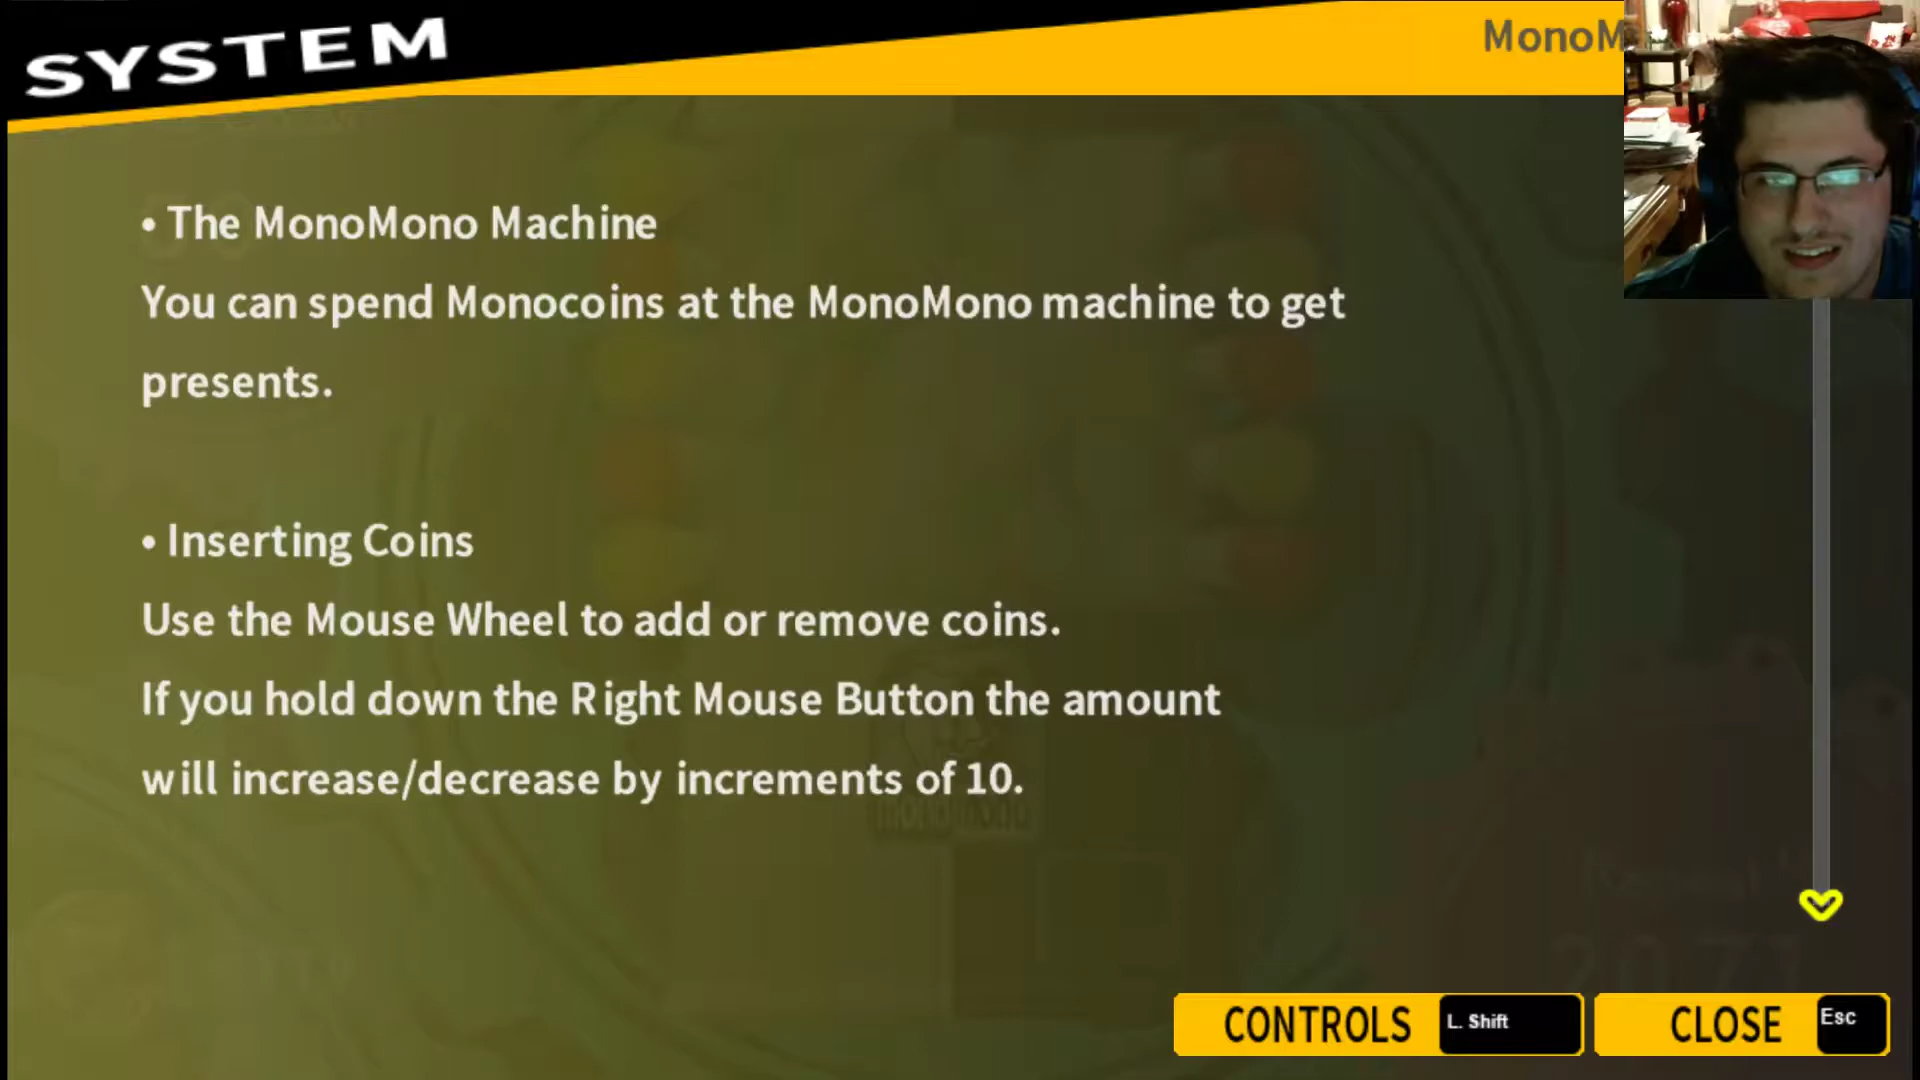 SYSTEM
MonoM
• The MonoMono Machine
You can spend Monocoins at the MonoMono machine to get
presents.
• Inserting Coins
Use the Mouse Wheel to add or remove coins.
If you hold down the Right Mouse Button the amount
will increase/decrease by increments of 10.
CONTROLS L. Shift CLOSE Esc